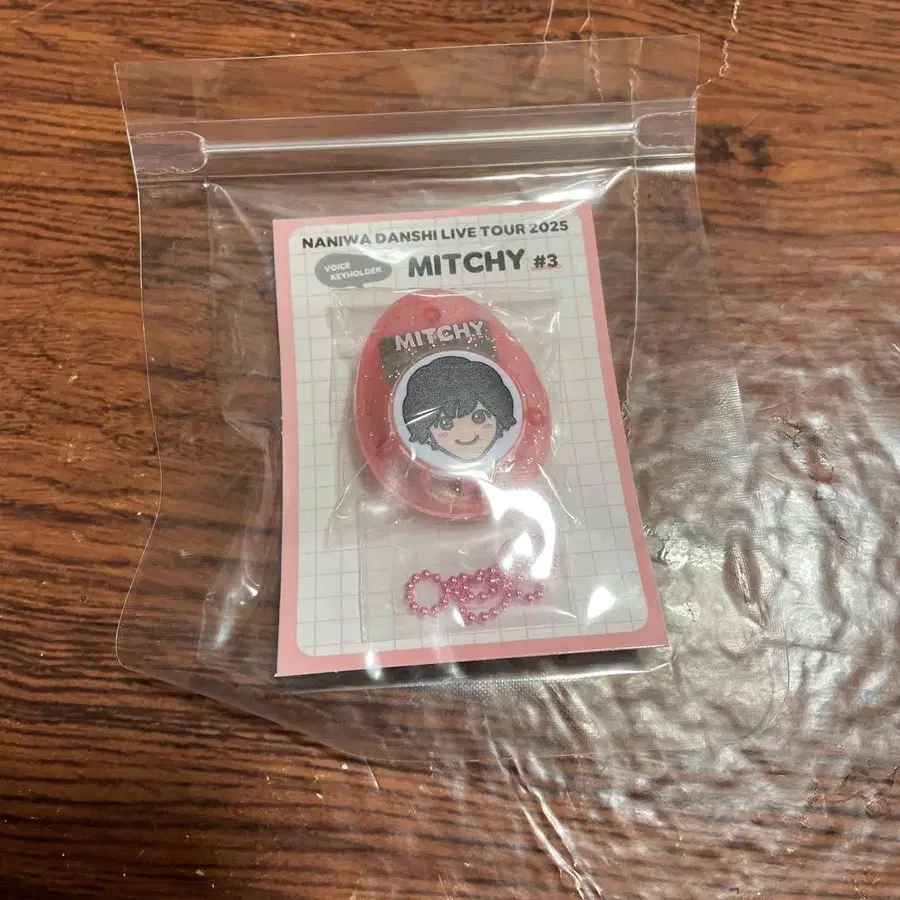 NANIWA DANSHI LIVE TOUR 2025
VOICE
KEYHOLDER
MITCHY #3
MITCHY